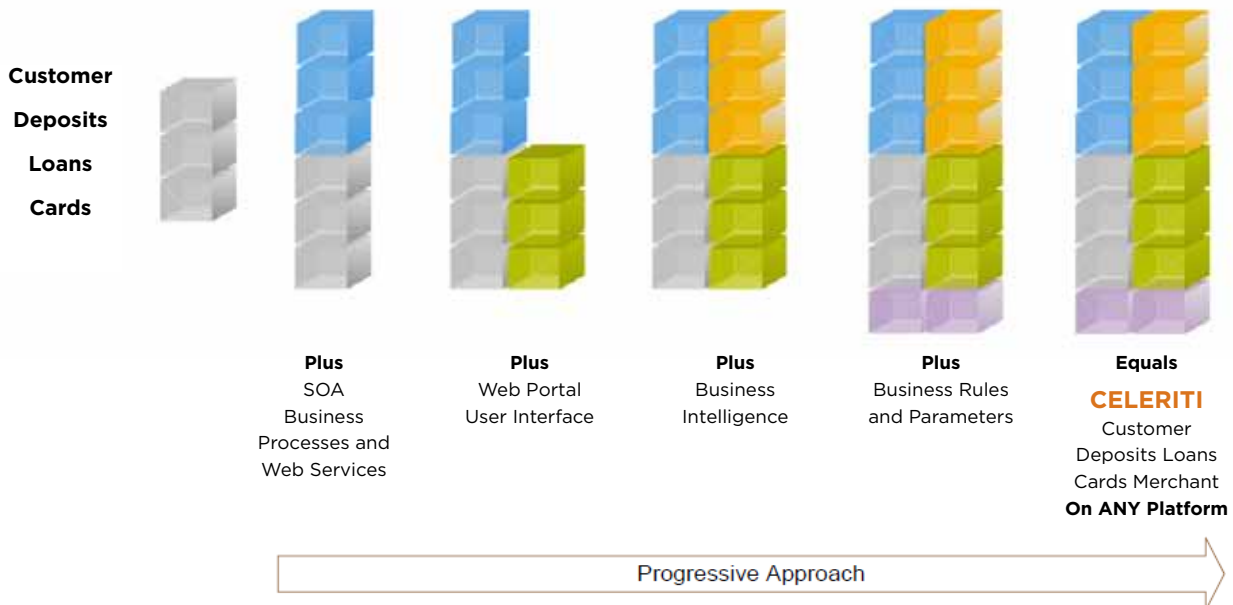 Customer
Deposits
Loans
Cards
Plus
SOA
Business
Processes and
Web Services
Plus
Web Portal
User Interface
Plus
Business
Intelligence
Plus
Business Rules
and Parameters
Equals
CELERITI
Customer
Deposits Loans
Cards Merchant
On ANY Platform
Progressive Approach